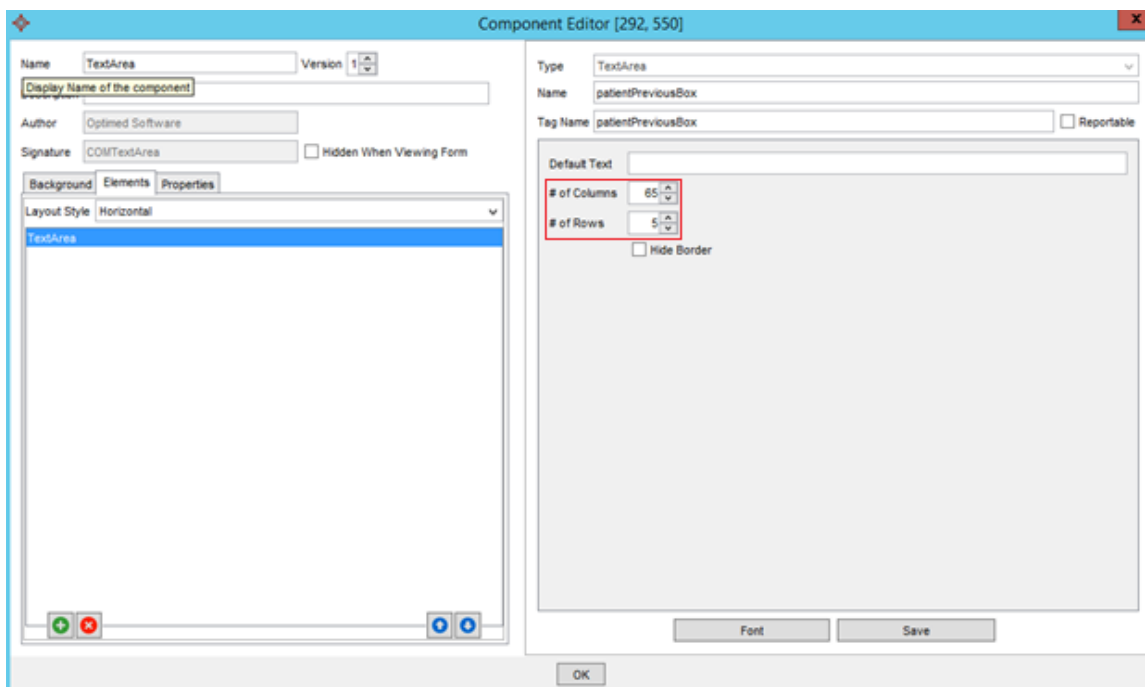 Component Editor [292, 550]
X
Name TextArea Version 1
Display Name of the component
Author Optimed Software
Signature COMTextArea Hidden When Viewing Form
Background Elements Properties
Layout Style Horizontal
TextArea
Type TextArea
Name patientPreviousBox
Tag Name patientPreviousBox Reportable
Default Text
# of Columns 65
# of Rows 5
Hide Border
Font Save
OK